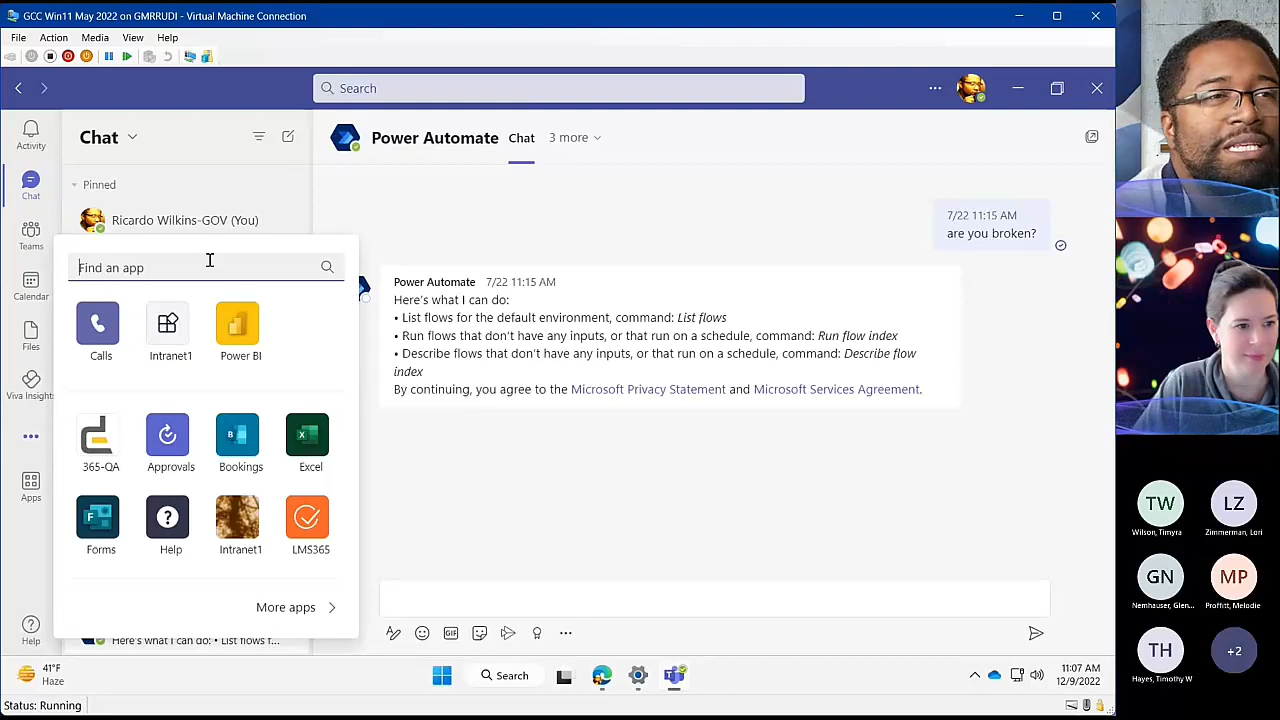 GCC Win11 May 2022 on GMRRUDI - Virtual Machine Connection
File Action Media View Help
Search
Activity
Chat
Teams
Calendar
Files
Viva Insights
Apps
Help
Chat
Pinned
Ricardo Wilkins-GOV (You)
Find an app
Calls
Intranet1
Power BI
365-QA
Approvals
Bookings
Excel
Forms
Help
Intranet1
LMS365
More apps
Here's what I can do: • List flows f...
Power Automate Chat 3 more
7/22 11:15 AM
are you broken?
Power Automate 7/22 11:15 AM
Here's what I can do:
• List flows for the default environment, command: List flows
• Run flows that don't have any inputs, or that run on a schedule, command: Run flow index
• Describe flows that don't have any inputs, or that run on a schedule, command: Describe flow
index
By continuing, you agree to the Microsoft Privacy Statement and Microsoft Services Agreement.
GIF
41°F
Haze
Search
11:07 AM
12/9/2022
Status: Running
TW
Wilson, Timyra
LZ
Zimmerman, Lori
GN
Nemhauser, Glen...
MP
Proffitt, Melodie
TH
Hayes, Timothy W
+2